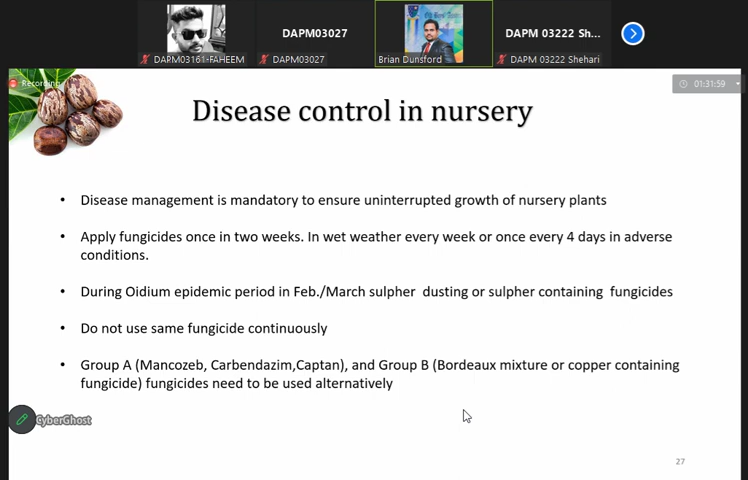 DAPM03027
DAPM 03222 Sh...
DARM03161-FAHEEM
DAPM03027
Brian Dunsford
DAPM 03222 Shehari
Recording
01:31:59
Disease control in nursery
• Disease management is mandatory to ensure uninterrupted growth of nursery plants
• Apply fungicides once in two weeks. In wet weather every week or once every 4 days in adverse
conditions.
• During Oidium epidemic period in Feb./March sulpher dusting or sulpher containing fungicides
• Do not use same fungicide continuously
• Group A (Mancozeb, Carbendazim,Captan), and Group B (Bordeaux mixture or copper containing
fungicide) fungicides need to be used alternatively
CyberGhost
27